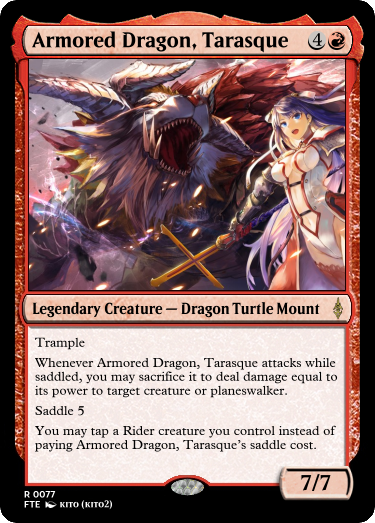 Armored Dragon, Tarasque 4
Legendary Creature — Dragon Turtle Mount
Trample
Whenever Armored Dragon, Tarasque attacks while
saddled, you may sacrifice it to deal damage equal to
its power to target creature or planeswalker.
Saddle 5
You may tap a Rider creature you control instead of
paying Armored Dragon, Tarasque's saddle cost.
7/7
R 0077
FTE KITO (KITO2)